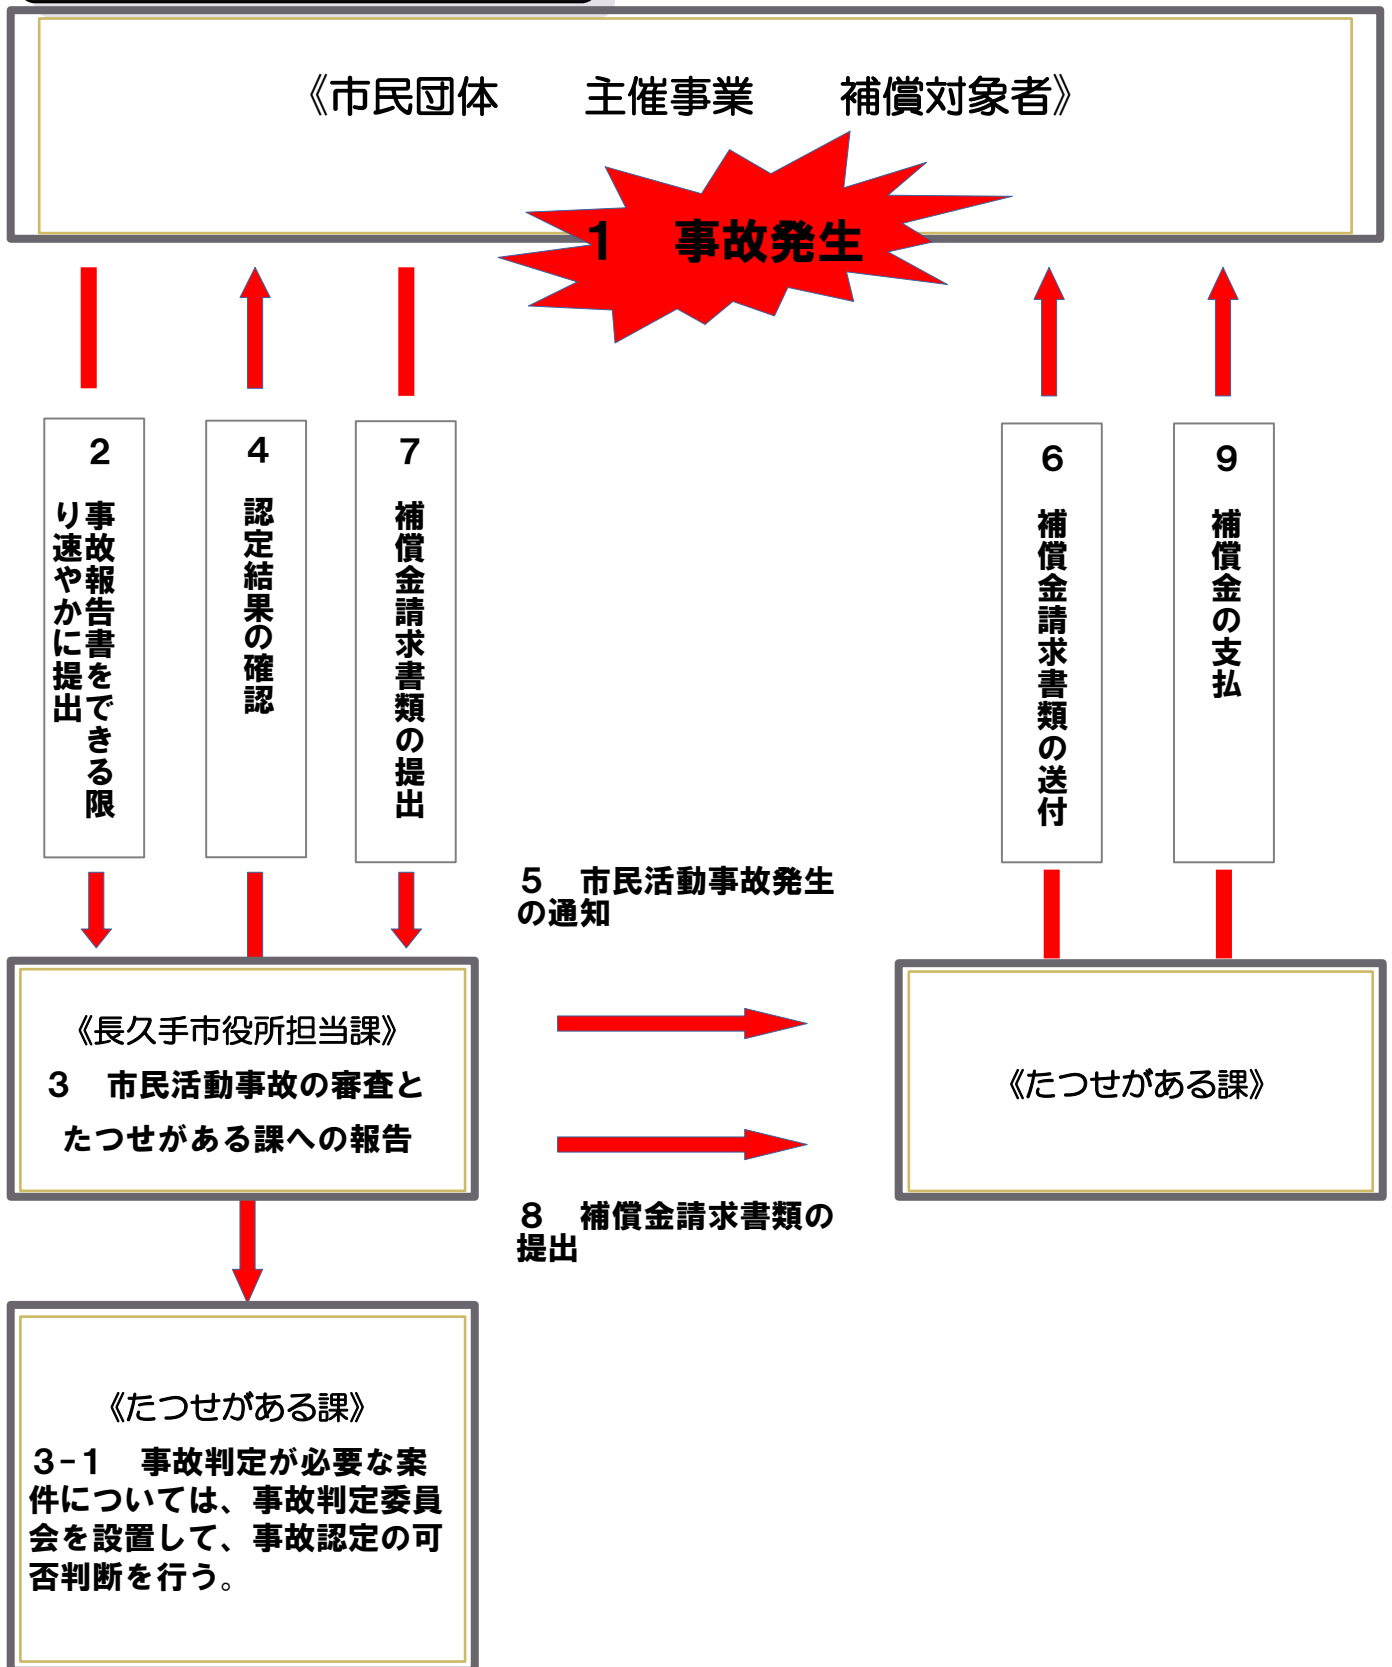 《市民団体　主催事業　補償対象者》
1　事故発生
2　事故報告書をできる限
り速やかに提出
4　認定結果の確認
7　補償金請求書類の提出
6　補償金請求書類の送付
9　補償金の支払
5　市民活動事故発生
の通知
《長久手市役所担当課》
3　市民活動事故の審査と
たつせがある課への報告
《たつせがある課》
8　補償金請求書類の
提出
《たつせがある課》
3-1　事故判定が必要な案
件については、事故判定委員
会を設置して、事故認定の可
否判断を行う。